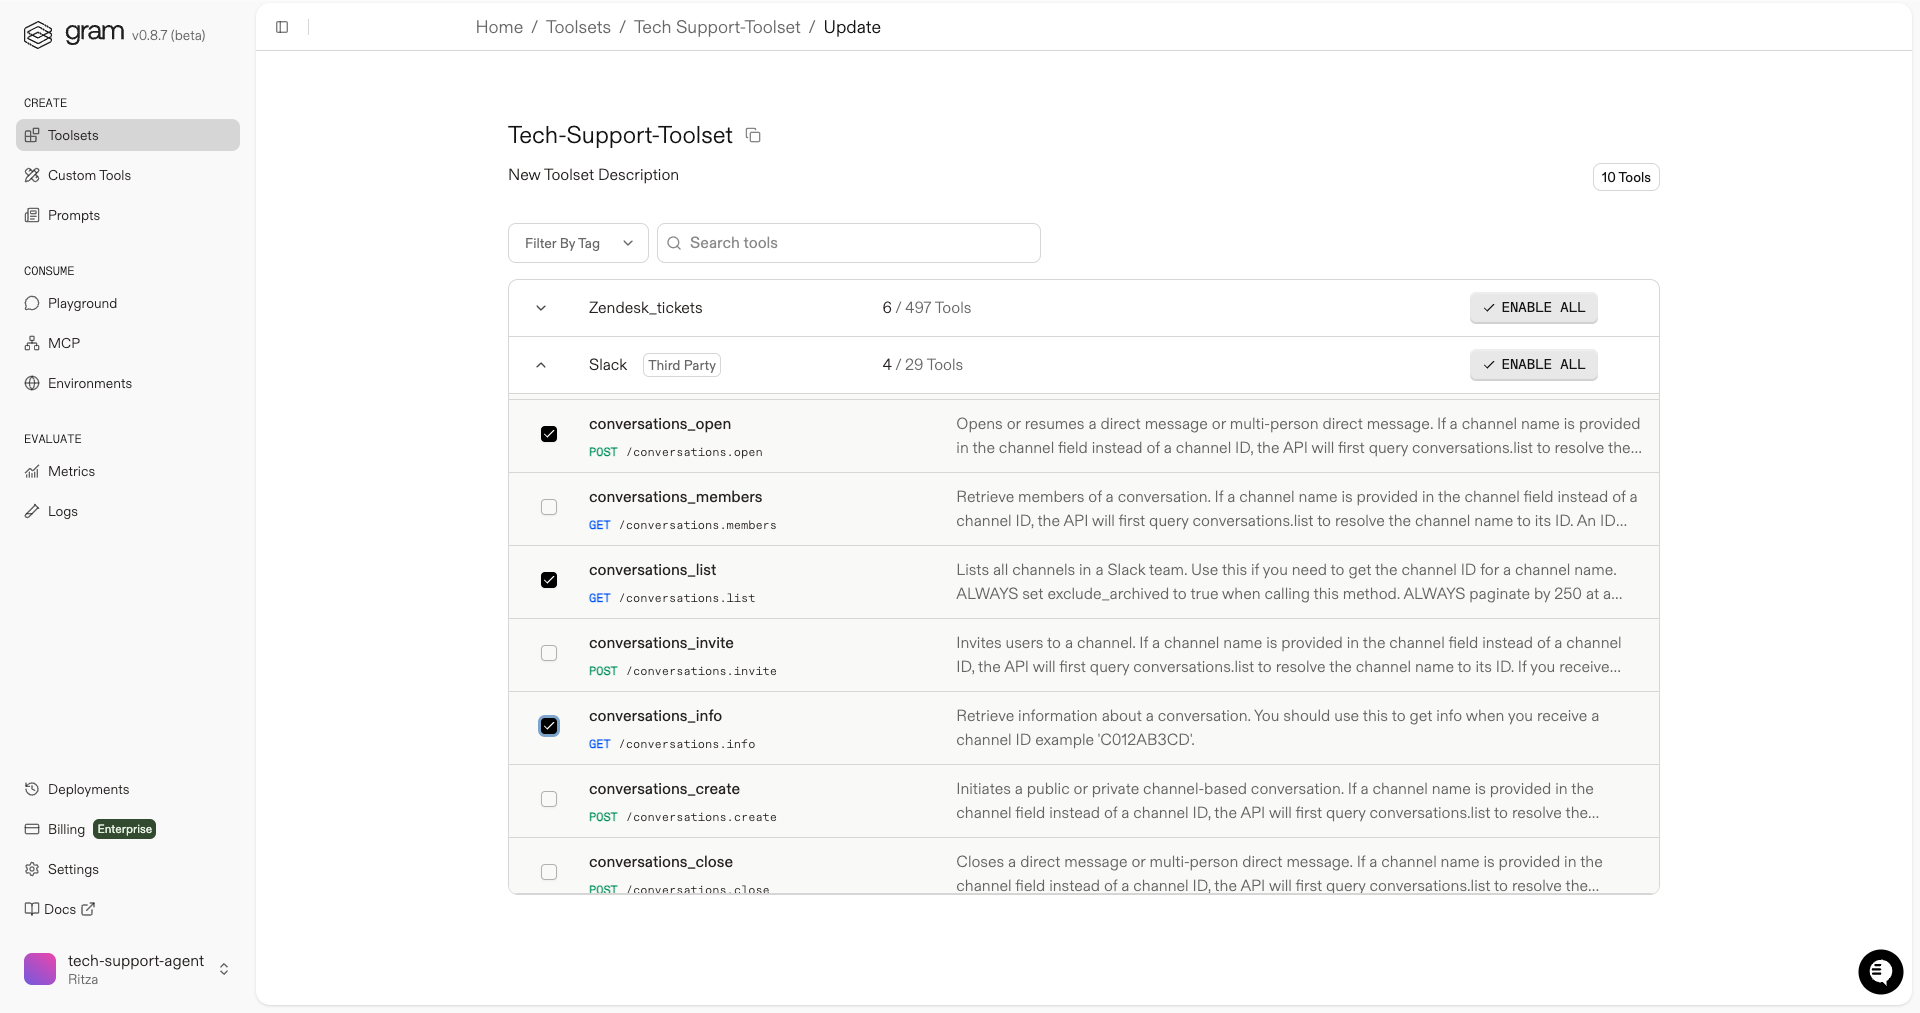 gram v0.8.7 (beta)
CREATE
Toolsets
Custom Tools
Prompts
CONSUME
Playground
MCP
Environments
EVALUATE
Metrics
Logs
Deployments
Billing Enterprise
Settings
Docs
tech-support-agent
Ritza
Home / Toolsets / Tech Support-Toolset / Update
Tech-Support-Toolset
New Toolset Description
10 Tools
Filter By Tag
Search tools
Zendesk_tickets 6 / 497 Tools ENABLE ALL
Slack Third Party 4 / 29 Tools ENABLE ALL
conversations_open
POST /conversations.open
Opens or resumes a direct message or multi-person direct message. If a channel name is provided
in the channel field instead of a channel ID, the API will first query conversations.list to resolve the...
conversations_members
GET /conversations.members
Retrieve members of a conversation. If a channel name is provided in the channel field instead of a
channel ID, the API will first query conversations.list to resolve the channel name to its ID. An ID...
conversations_list
GET /conversations.list
Lists all channels in a Slack team. Use this if you need to get the channel ID for a channel name.
ALWAYS set exclude_archived to true when calling this method. ALWAYS paginate by 250 at a...
conversations_invite
POST /conversations.invite
Invites users to a channel. If a channel name is provided in the channel field instead of a channel
ID, the API will first query conversations.list to resolve the channel name to its ID. If you receive...
conversations_info
GET /conversations.info
Retrieve information about a conversation. You should use this to get info when you receive a
channel ID example 'C012AB3CD'.
conversations_create
POST /conversations.create
Initiates a public or private channel-based conversation. If a channel name is provided in the
channel field instead of a channel ID, the API will first query conversations.list to resolve the...
conversations_close
POST /conversations.close
Closes a direct message or multi-person direct message. If a channel name is provided in the
channel field instead of a channel ID, the API will first query conversations.list to resolve the...